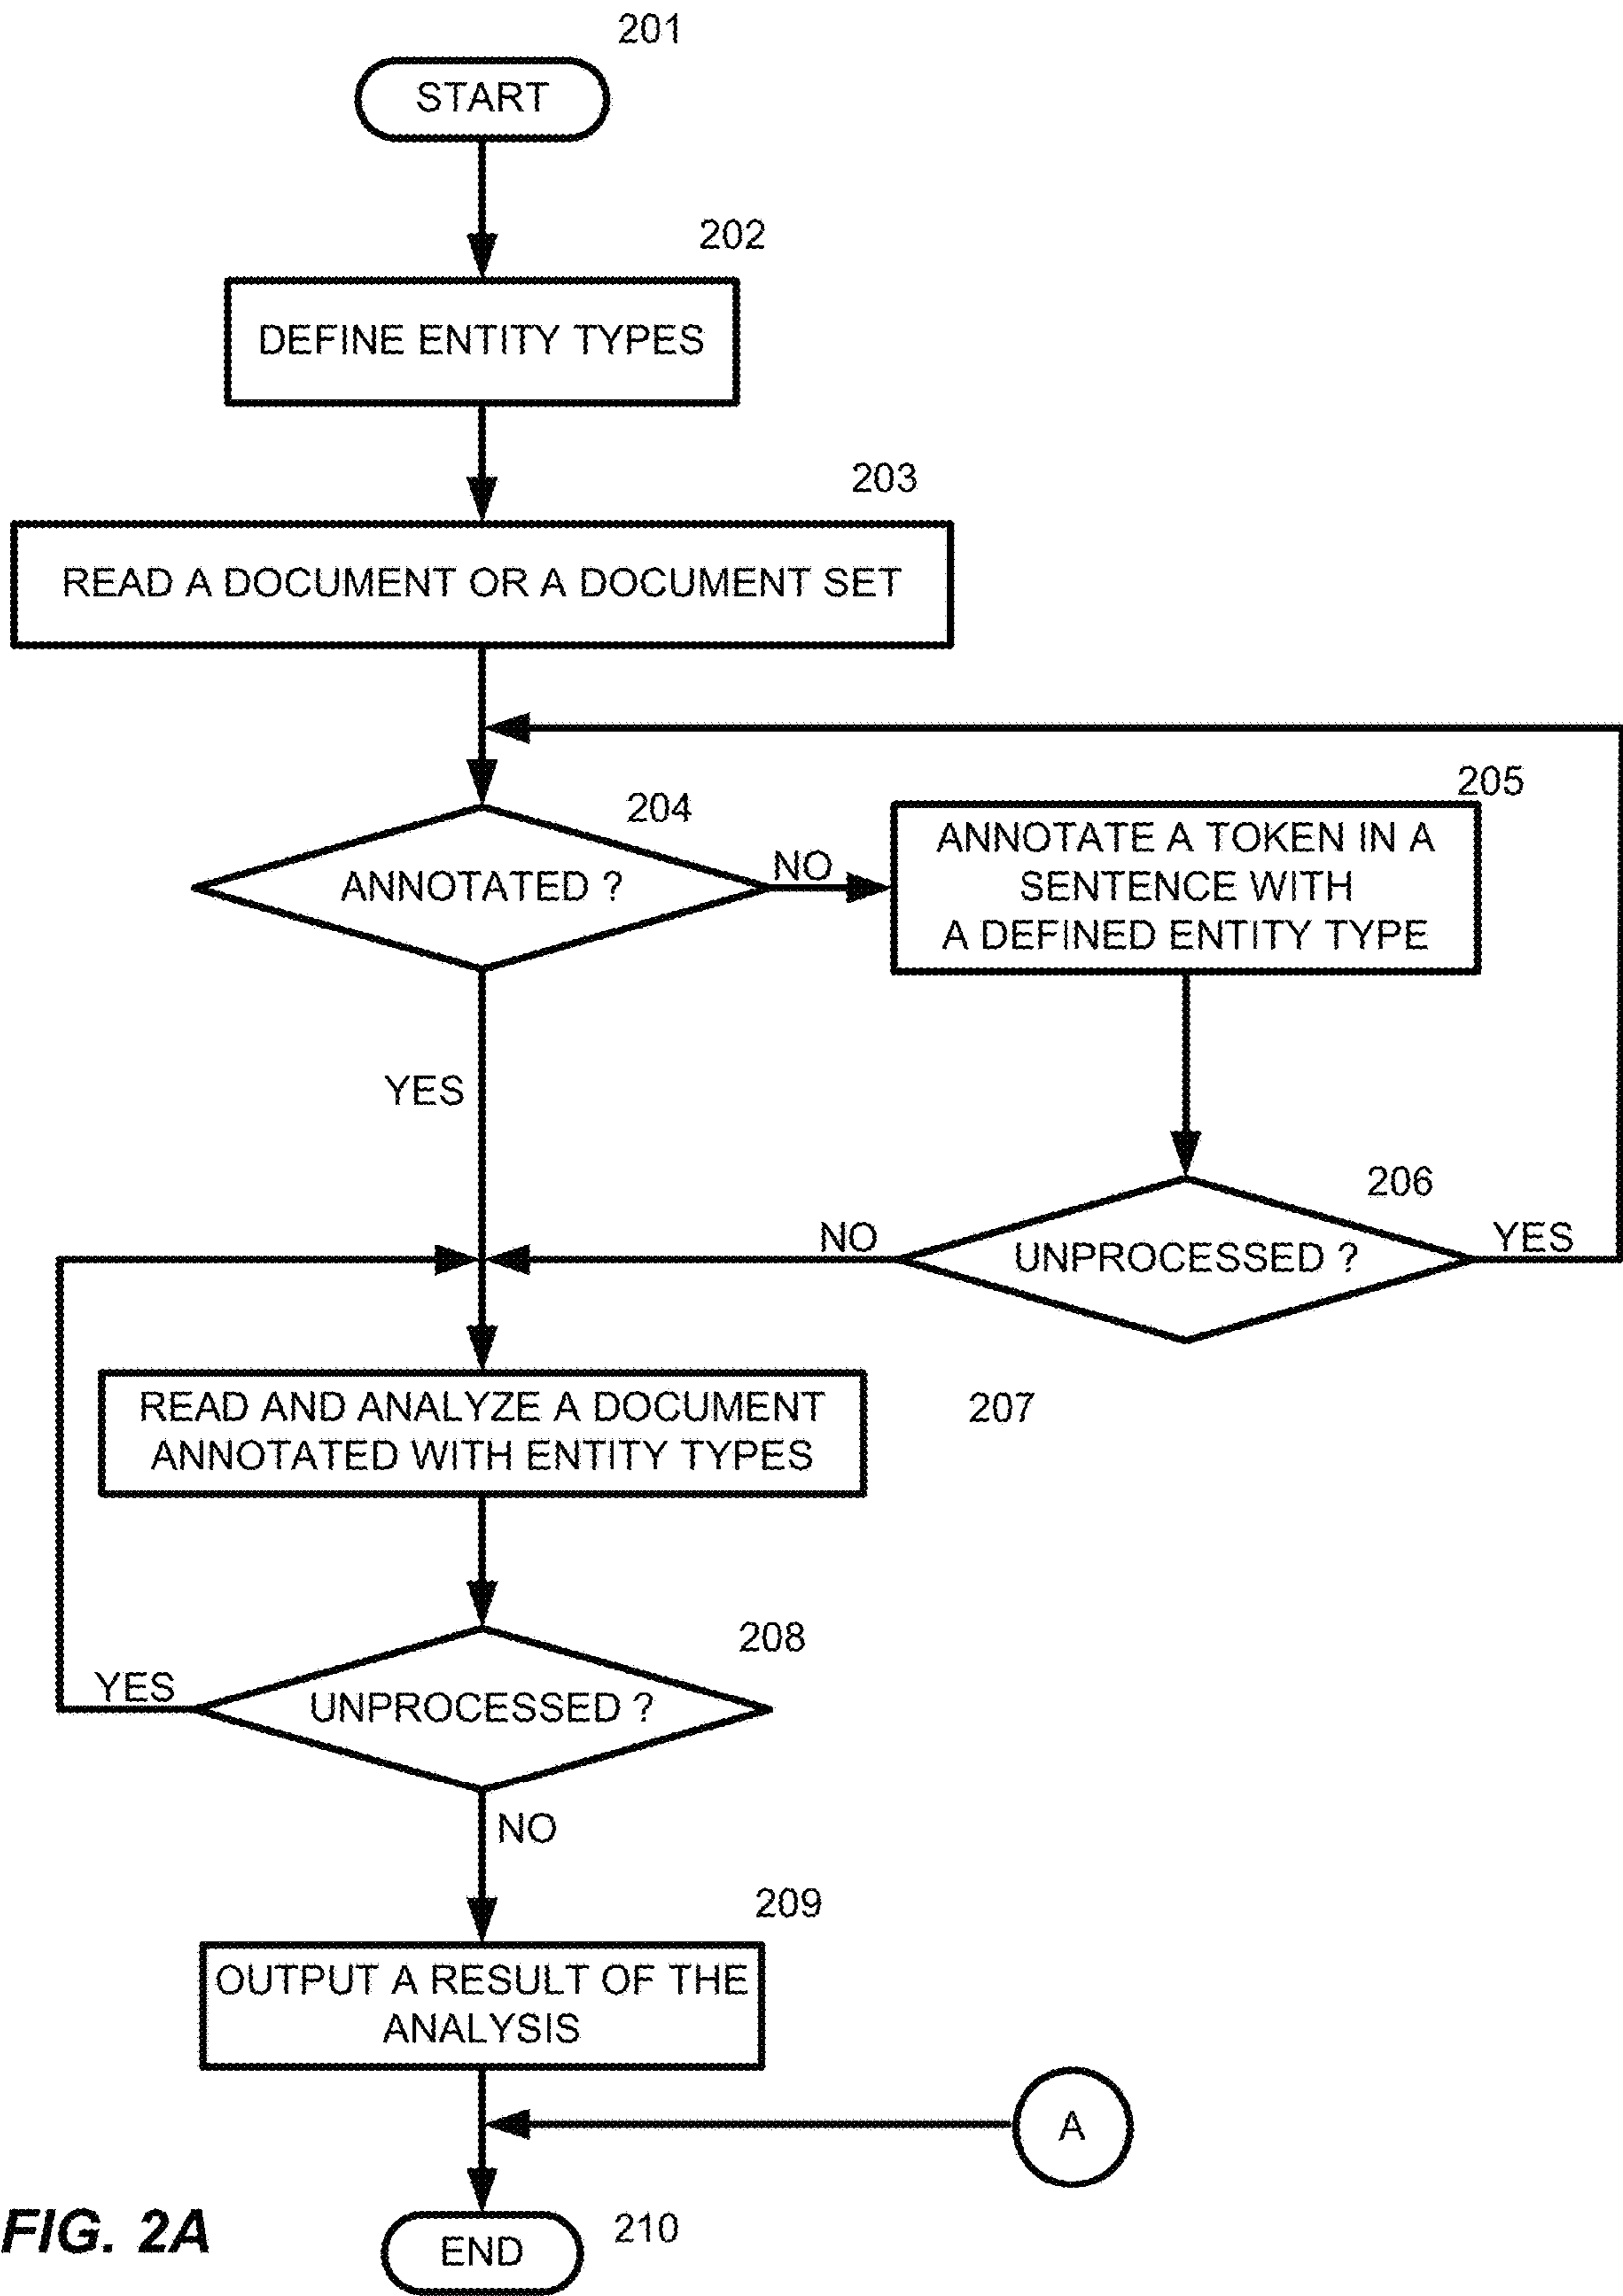 201
START
202
DEFINE ENTITY TYPES
203
READ A DOCUMENT OR A DOCUMENT SET
204
ANNOTATED ?
NO
205
ANNOTATE A TOKEN IN A
SENTENCE WITH
A DEFINED ENTITY TYPE
YES
206
UNPROCESSED ?
NO
YES
207
READ AND ANALYZE A DOCUMENT
ANNOTATED WITH ENTITY TYPES
208
UNPROCESSED ?
YES
NO
209
OUTPUT A RESULT OF THE
ANALYSIS
A
210
END
FIG. 2A